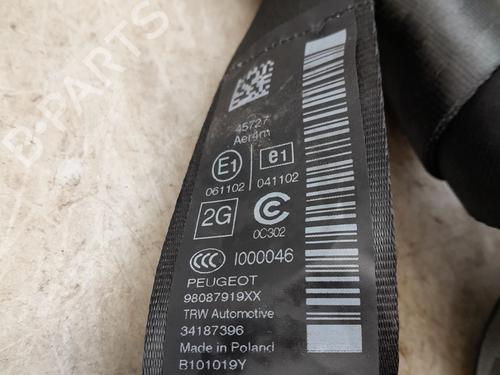 45727
Aer4m
E1 e1
061102 041102
2G C
0C302
CCC I000046
PEUGEOT
98087919XX
TRW Automotive
34187396
Made in Poland
B101019Y
B-PARTS